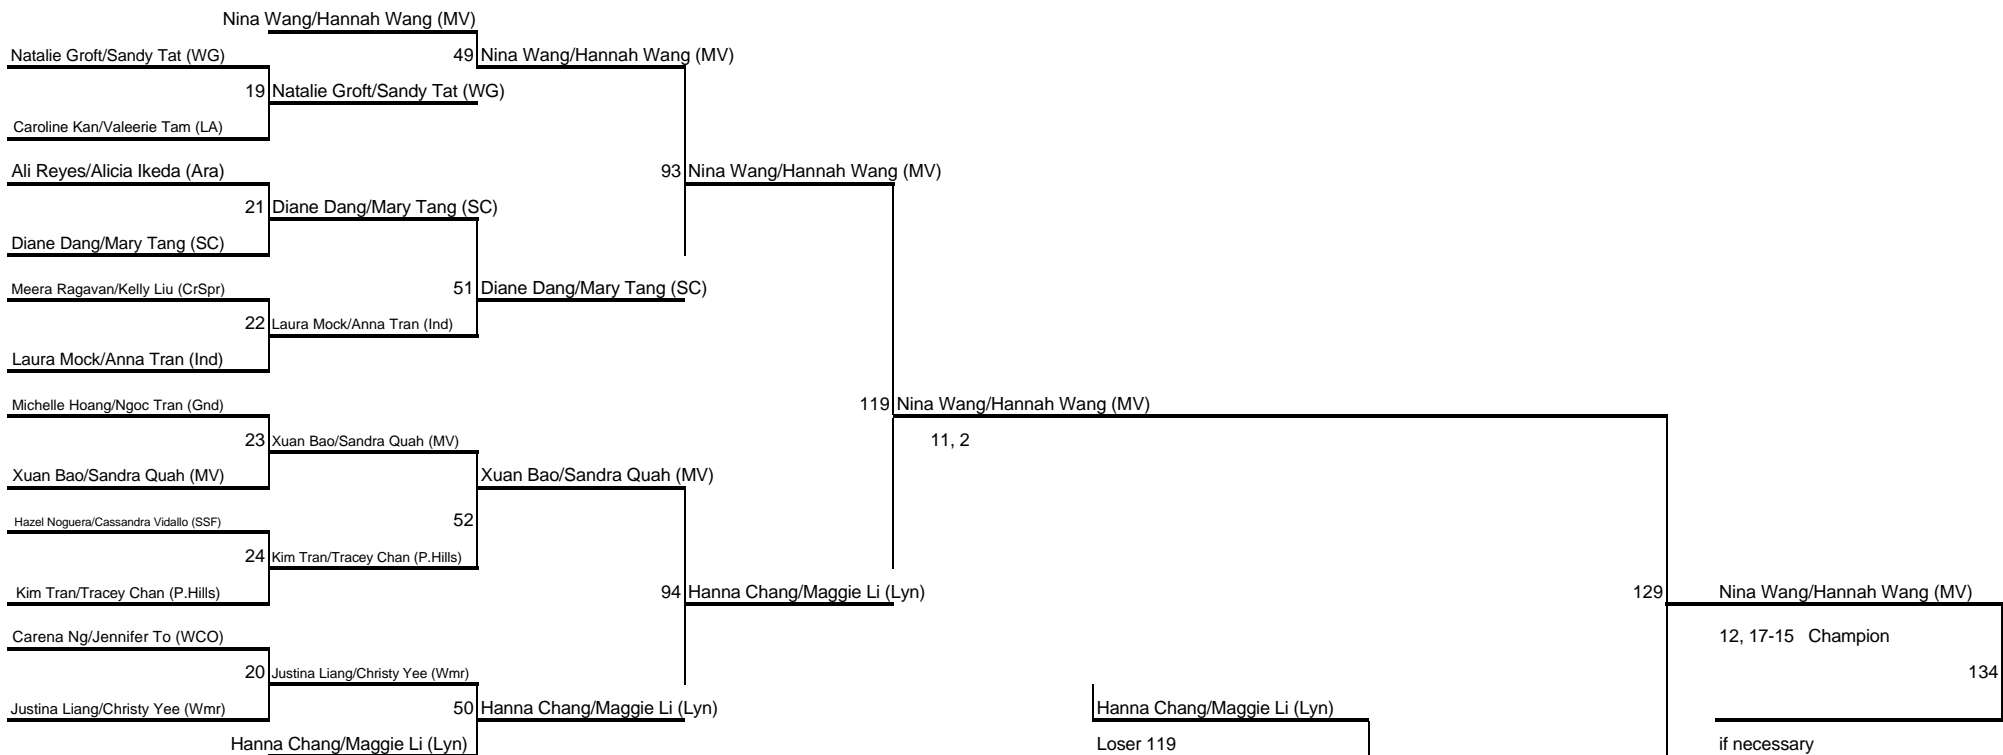 Nina Wang/Hannah Wang (MV)
Natalie Groft/Sandy Tat (WG)
49 Nina Wang/Hannah Wang (MV)
19 Natalie Groft/Sandy Tat (WG)
Caroline Kan/Valeerie Tam (LA)
Ali Reyes/Alicia Ikeda (Ara)
93 Nina Wang/Hannah Wang (MV)
21 Diane Dang/Mary Tang (SC)
Diane Dang/Mary Tang (SC)
Meera Ragavan/Kelly Liu (CrSpr)
51 Diane Dang/Mary Tang (SC)
22 Laura Mock/Anna Tran (Ind)
Laura Mock/Anna Tran (Ind)
Michelle Hoang/Ngoc Tran (Gnd)
119 Nina Wang/Hannah Wang (MV)
23 Xuan Bao/Sandra Quah (MV)
11, 2
Xuan Bao/Sandra Quah (MV)
Xuan Bao/Sandra Quah (MV)
Hazel Noguera/Cassandra Vidallo (SSF)
52
24 Kim Tran/Tracey Chan (P.Hills)
Kim Tran/Tracey Chan (P.Hills)
94 Hanna Chang/Maggie Li (Lyn)
129 Nina Wang/Hannah Wang (MV)
Carena Ng/Jennifer To (WCO)
12, 17-15 Champion
20 Justina Liang/Christy Yee (Wmr)
134
Justina Liang/Christy Yee (Wmr)
50 Hanna Chang/Maggie Li (Lyn)
Hanna Chang/Maggie Li (Lyn)
Hanna Chang/Maggie Li (Lyn)
Loser 119
if necessary